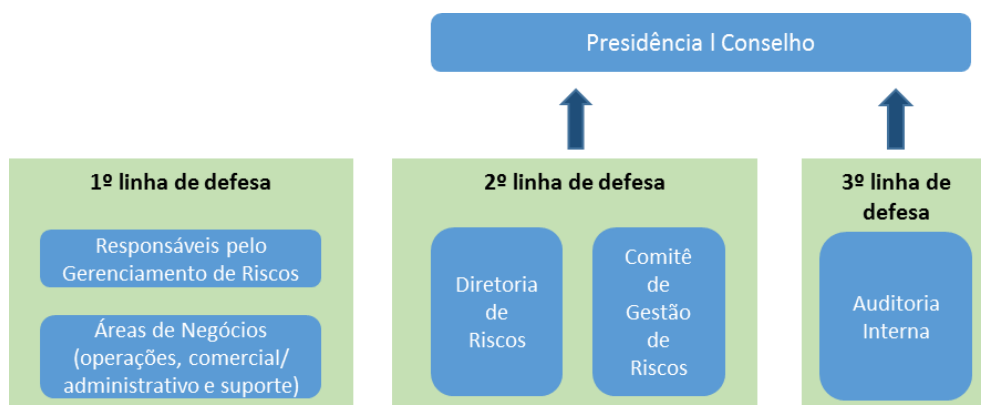 Presidência l Conselho
1º linha de defesa
Responsáveis pelo
Gerenciamento de Riscos
Áreas de Negócios
(operações, comercial/
administrativo e suporte)
2º linha de defesa
Diretoria
de
Riscos
Comitê
de
Gestão
de
Riscos
3º linha de
defesa
Auditoria
Interna